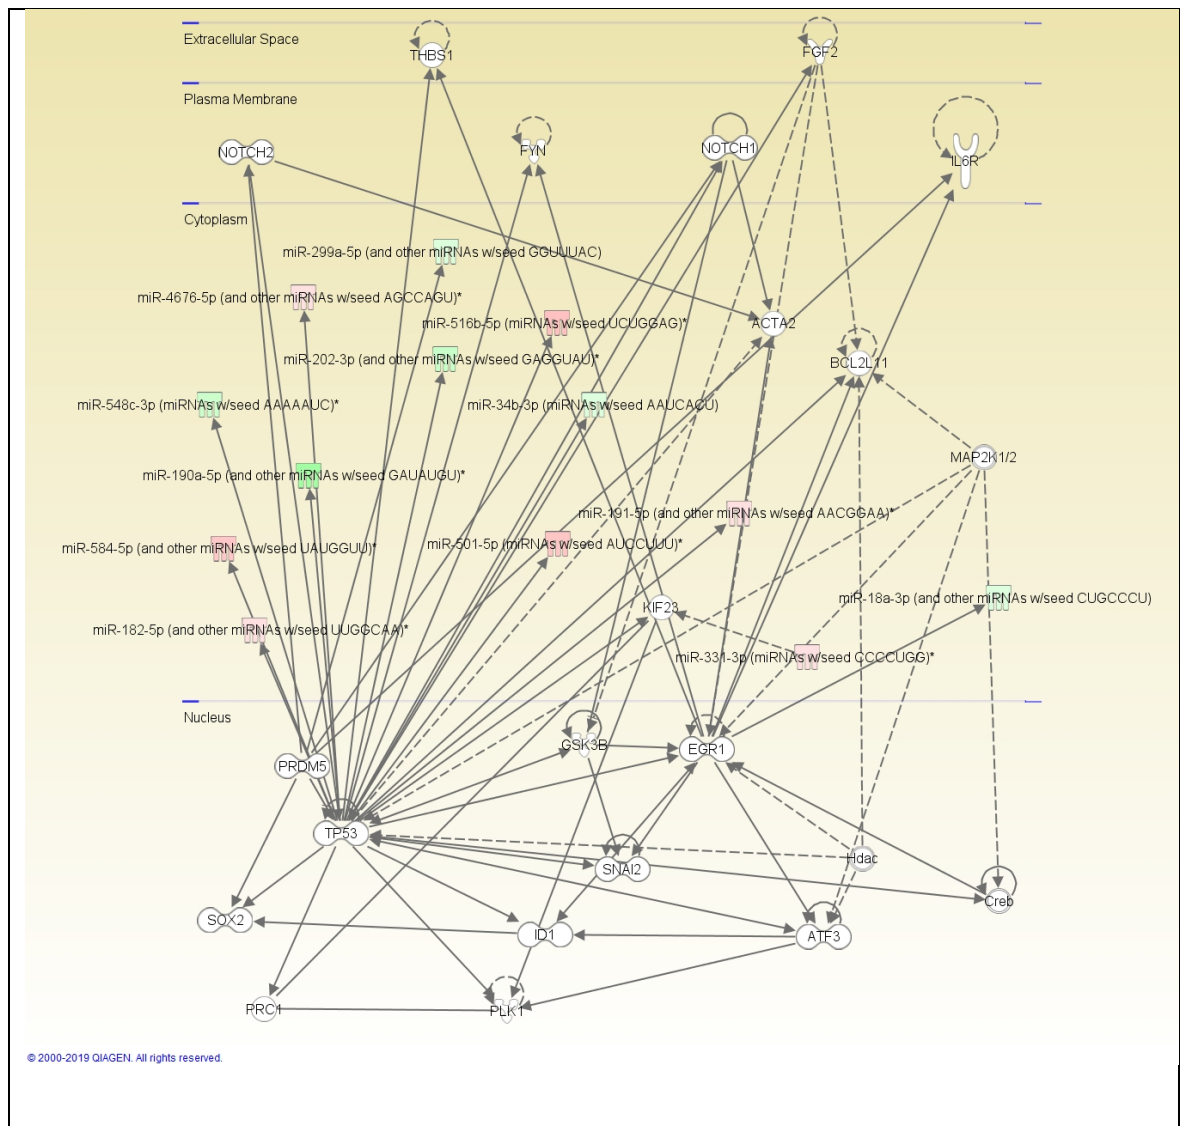 Extracellular Space
THBS1
FGF2
Plasma Membrane
NOTCH2
FYN
NOTCH1
IL6R
Cytoplasm
miR-299a-5p (and other miRNAs w/seed GGUUUAC)
miR-4676-5p (and other miRNAs w/seed AGCCAGU)*
miR-516b-5p (miRNAs w/seed UCUGGAG)*
ACTA2
miR-202-3p (and other miRNAs w/seed GAGGUAU)*
BCL2L11
miR-548c-3p (miRNAs w/seed AAAAAUC)*
miR-34b-3p (miRNAs w/seed AAUCACU)
MAP2K1/2
miR-190a-5p (and other miRNAs w/seed GAUAUGU)*
miR-191-5p (and other miRNAs w/seed AACGGAA)*
miR-584-5p (and other miRNAs w/seed UAUGGUU)*
miR-501-5p (miRNAs w/seed AUCCUUU)*
miR-18a-3p (and other miRNAs w/seed CUGCCCU)
KIF23
miR-182-5p (and other miRNAs w/seed UUGGCAA)*
miR-331-3p (miRNAs w/seed CCCCUGG)*
Nucleus
GSK3B
EGR1
PRDM5
TP53
Hdac
SNAI2
Creb
SOX2
ID1
ATF3
PRC1
PLK1
© 2000-2019 QIAGEN. All rights reserved.